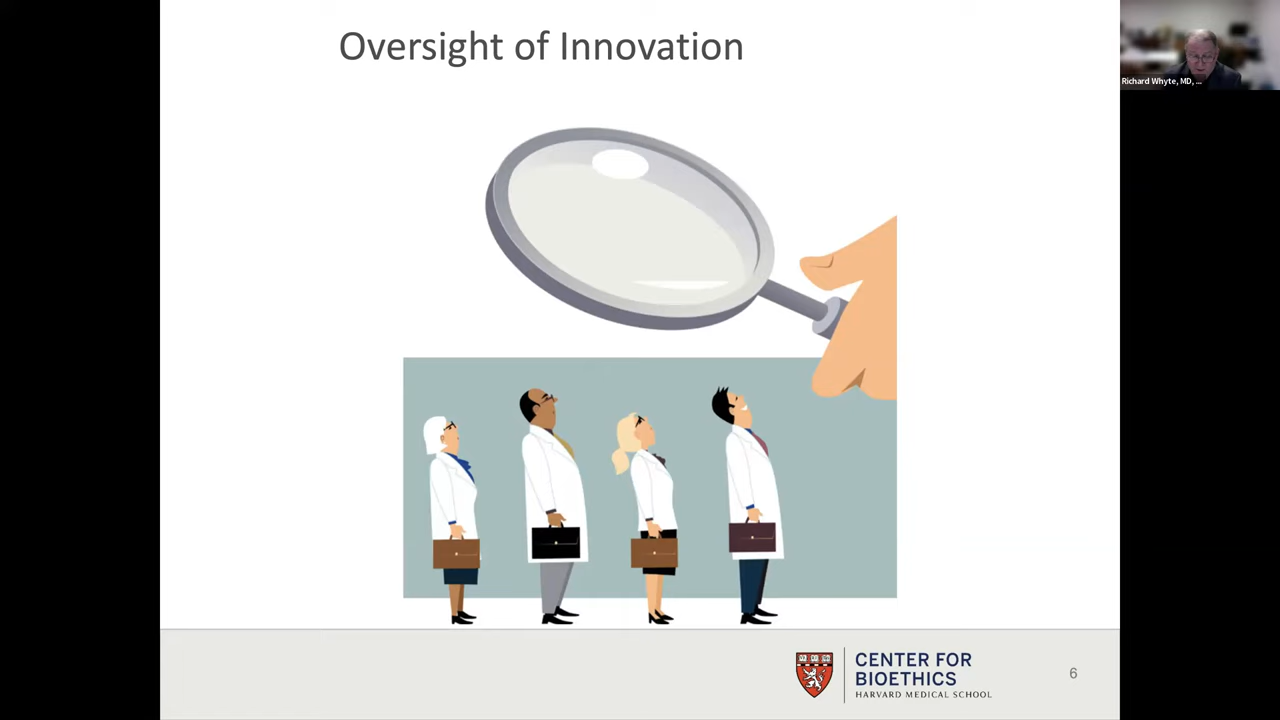 Oversight of Innovation
Richard Whyte, MD, ...
CENTER FOR
BIOETHICS
HARVARD MEDICAL SCHOOL
6